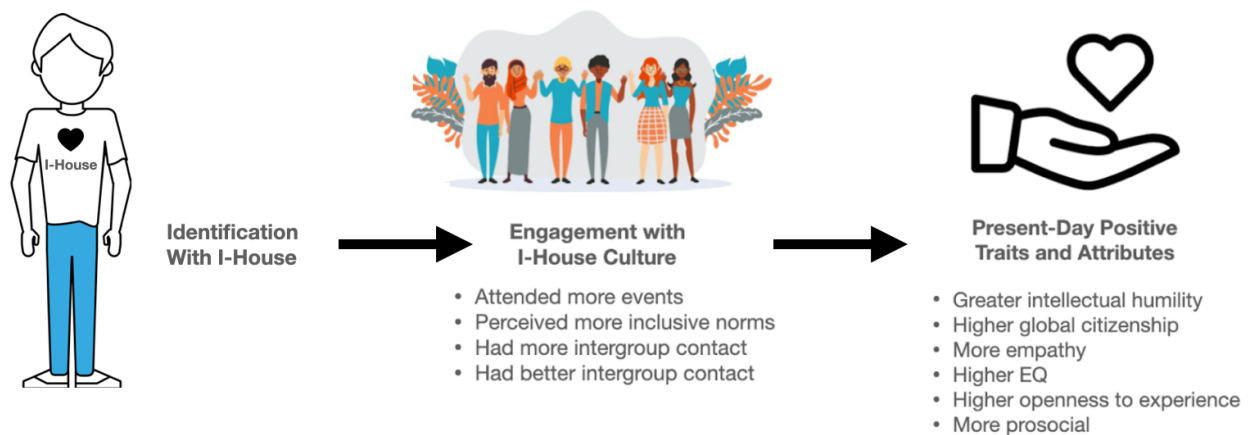 I-House
Identification
With I-House
Engagement with
I-House Culture
• Attended more events
• Perceived more inclusive norms
• Had more intergroup contact
• Had better intergroup contact
Present-Day Positive
Traits and Attributes
• Greater intellectual humility
• Higher global citizenship
• More empathy
• Higher EQ
• Higher openness to experience
• More prosocial